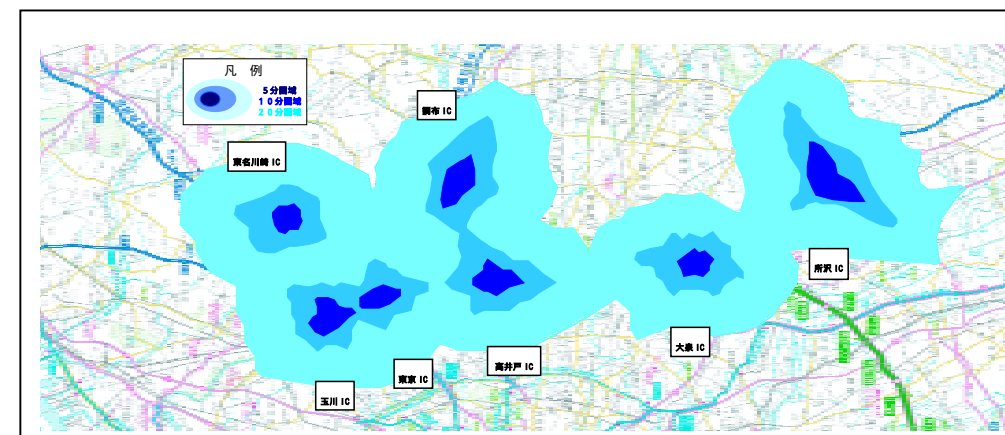 凡 例
5分圏域
10分圏域
20分圏域
調布 IC
東名川崎 IC
所沢 IC
大泉 IC
高井戸 IC
東京 IC
玉川 IC